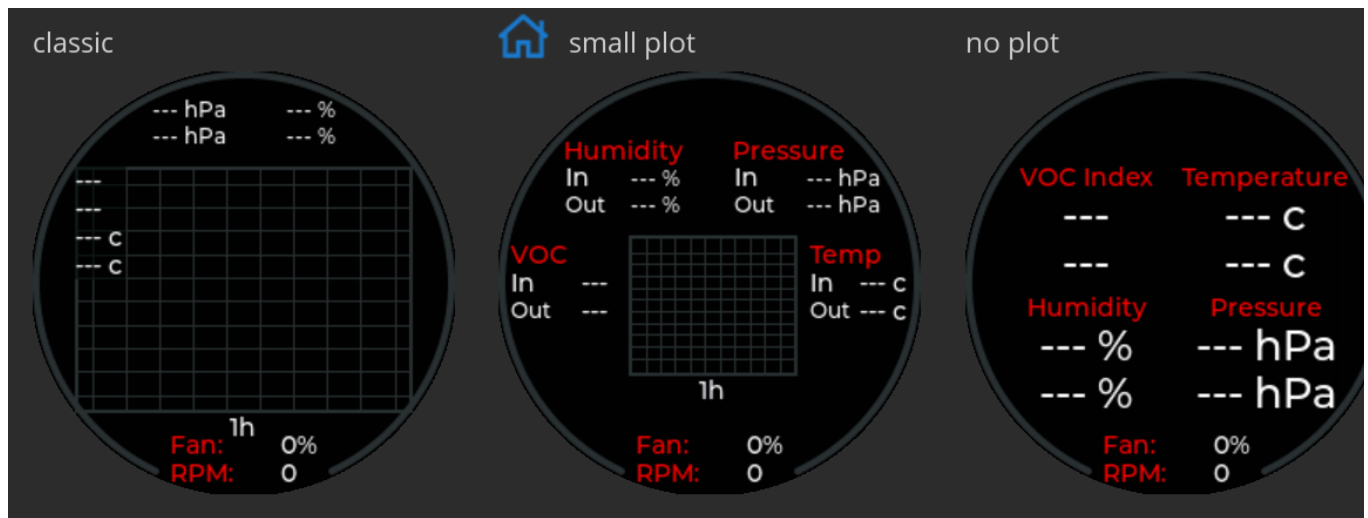 classic
--- hPa --- %
--- hPa --- %
---
---
--- c
--- c
1h
Fan: 0%
RPM: 0
small plot
Humidity Pressure
In --- % In --- hPa
Out --- % Out --- hPa
VOC Temp
In --- In --- c
Out --- Out --- c
1h
Fan: 0%
RPM: 0
no plot
VOC Index Temperature
--- --- c
--- --- c
Humidity Pressure
--- % --- hPa
--- % --- hPa
Fan: 0%
RPM: 0